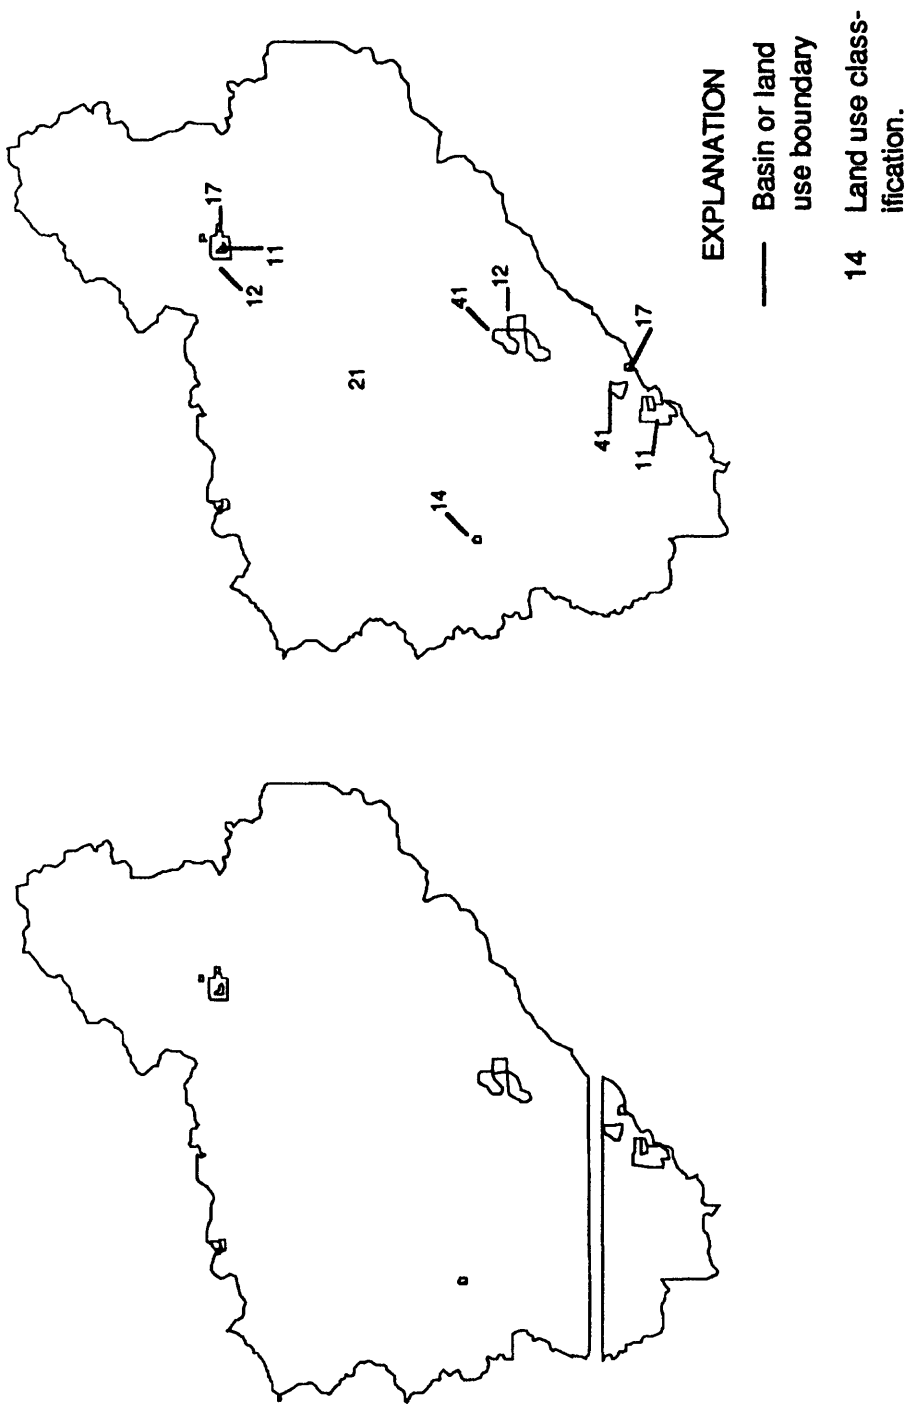 17
11
12
41
12
21
14
41
17
11
EXPLANATION
Basin or land
use boundary
14 Land use class-
ification.